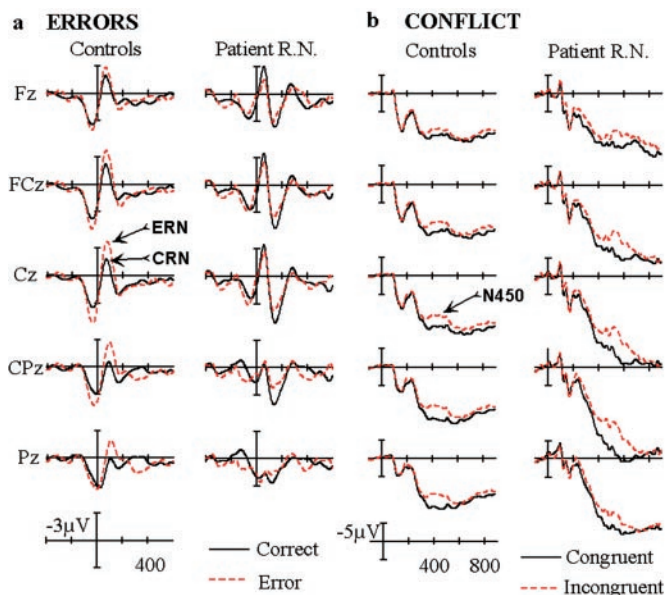 a ERRORS
Controls Patient R.N.
b CONFLICT
Controls Patient R.N.
Fz
FCz
ERN
CRN
Cz
N450
CPz
Pz
-3µV
400
Correct
Error
-5µV
400 800
Congruent
Incongruent